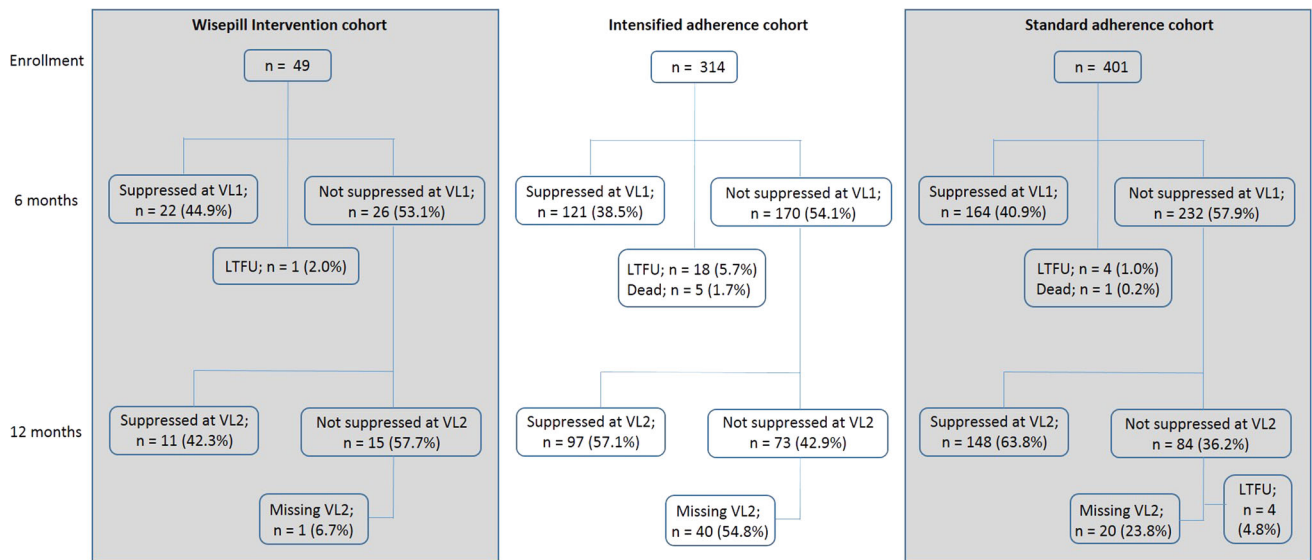 Wisepill Intervention cohort
Intensified adherence cohort
Standard adherence cohort
Enrollment
n = 49
n = 314
n = 401
6 months
Suppressed at VL1;
n = 22 (44.9%)
Not suppressed at VL1;
n = 26 (53.1%)
Suppressed at VL1;
n = 121 (38.5%)
Not suppressed at VL1;
n = 170 (54.1%)
Suppressed at VL1;
n = 164 (40.9%)
Not suppressed at VL1;
n = 232 (57.9%)
LTFU; n = 1 (2.0%)
LTFU; n = 18 (5.7%)
Dead; n = 5 (1.7%)
LTFU; n = 4 (1.0%)
Dead; n = 1 (0.2%)
12 months
Suppressed at VL2;
n = 11 (42.3%)
Not suppressed at VL2
n = 15 (57.7%)
Suppressed at VL2;
n = 97 (57.1%)
Not suppressed at VL2
n = 73 (42.9%)
Suppressed at VL2;
n = 148 (63.8%)
Not suppressed at VL2
n = 84 (36.2%)
Missing VL2;
n = 1 (6.7%)
Missing VL2;
n = 40 (54.8%)
Missing VL2;
n = 20 (23.8%)
LTFU;
n = 4
(4.8%)